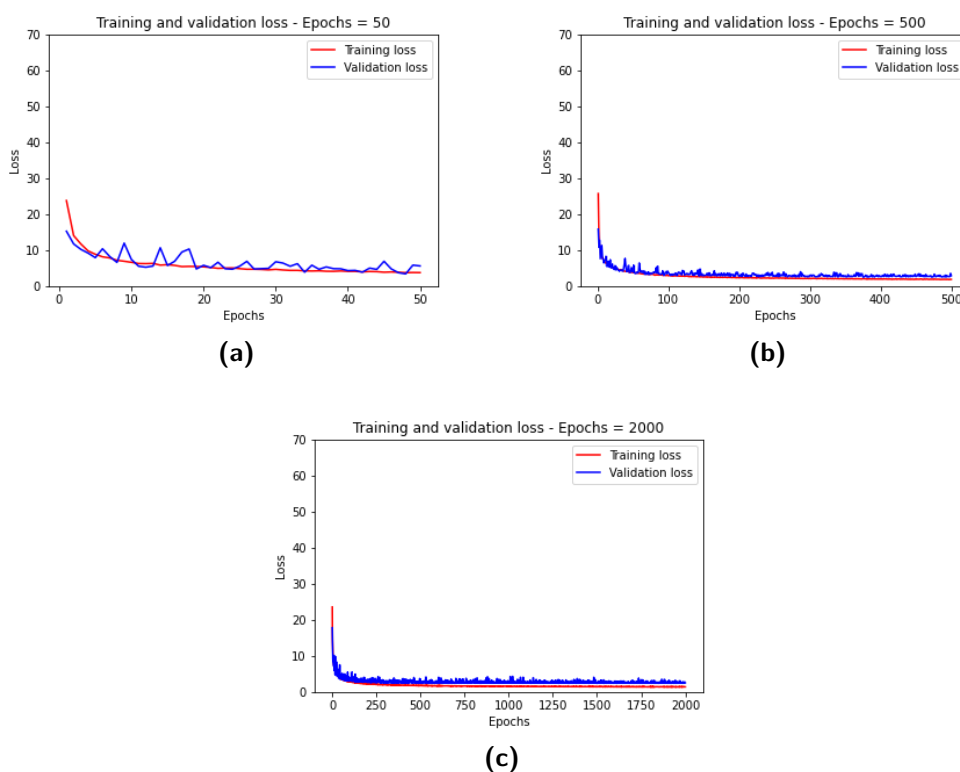 Training and validation loss - Epochs = 50
70
60
50
40
30
20
10
0
Loss
Training loss
Validation loss
0 10 20 30 40 50
Epochs
(a)
Training and validation loss - Epochs = 500
70
60
50
40
30
20
10
0
Loss
Training loss
Validation loss
0 100 200 300 400 500
Epochs
(b)
Training and validation loss - Epochs = 2000
70
60
50
40
30
20
10
0
Loss
Training loss
Validation loss
0 250 500 750 1000 1250 1500 1750 2000
Epochs
(c)